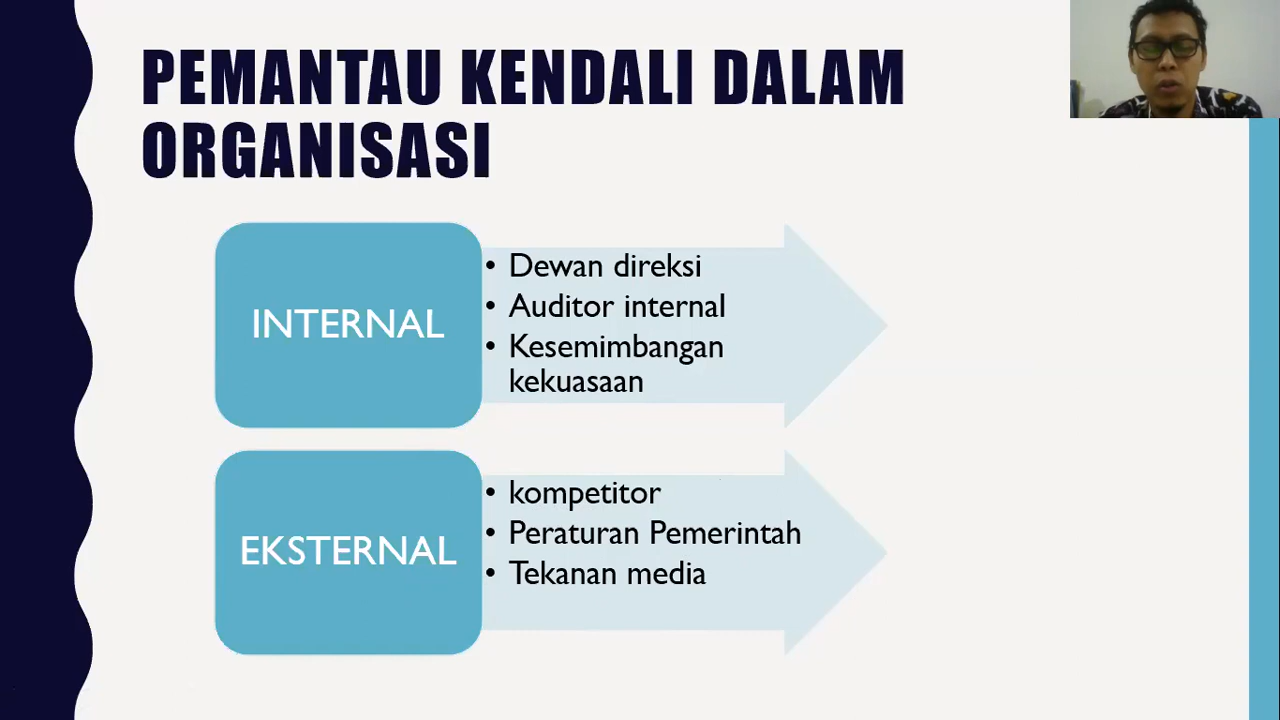 PEMANTAU KENDALI DALAM
ORGANISASI
INTERNAL
• Dewan direksi
• Auditor internal
• Kesemimbangan
kekuasaan
EKSTERNAL
• kompetitor
• Peraturan Pemerintah
• Tekanan media